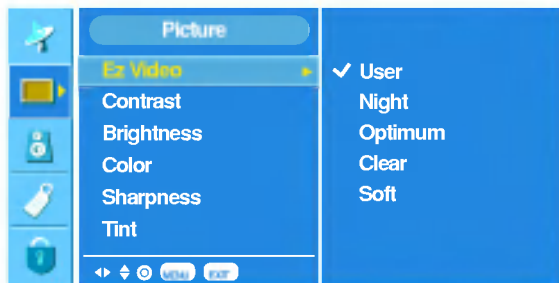 Picture
Ez Video
Contrast
Brightness
Color
Sharpness
Tint
MENU EXIT
User
Night
Optimum
Clear
Soft